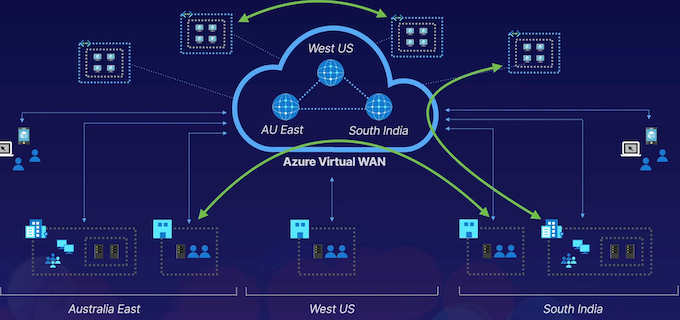 West US
AU East
South India
Azure Virtual WAN
Australia East
West US
South India